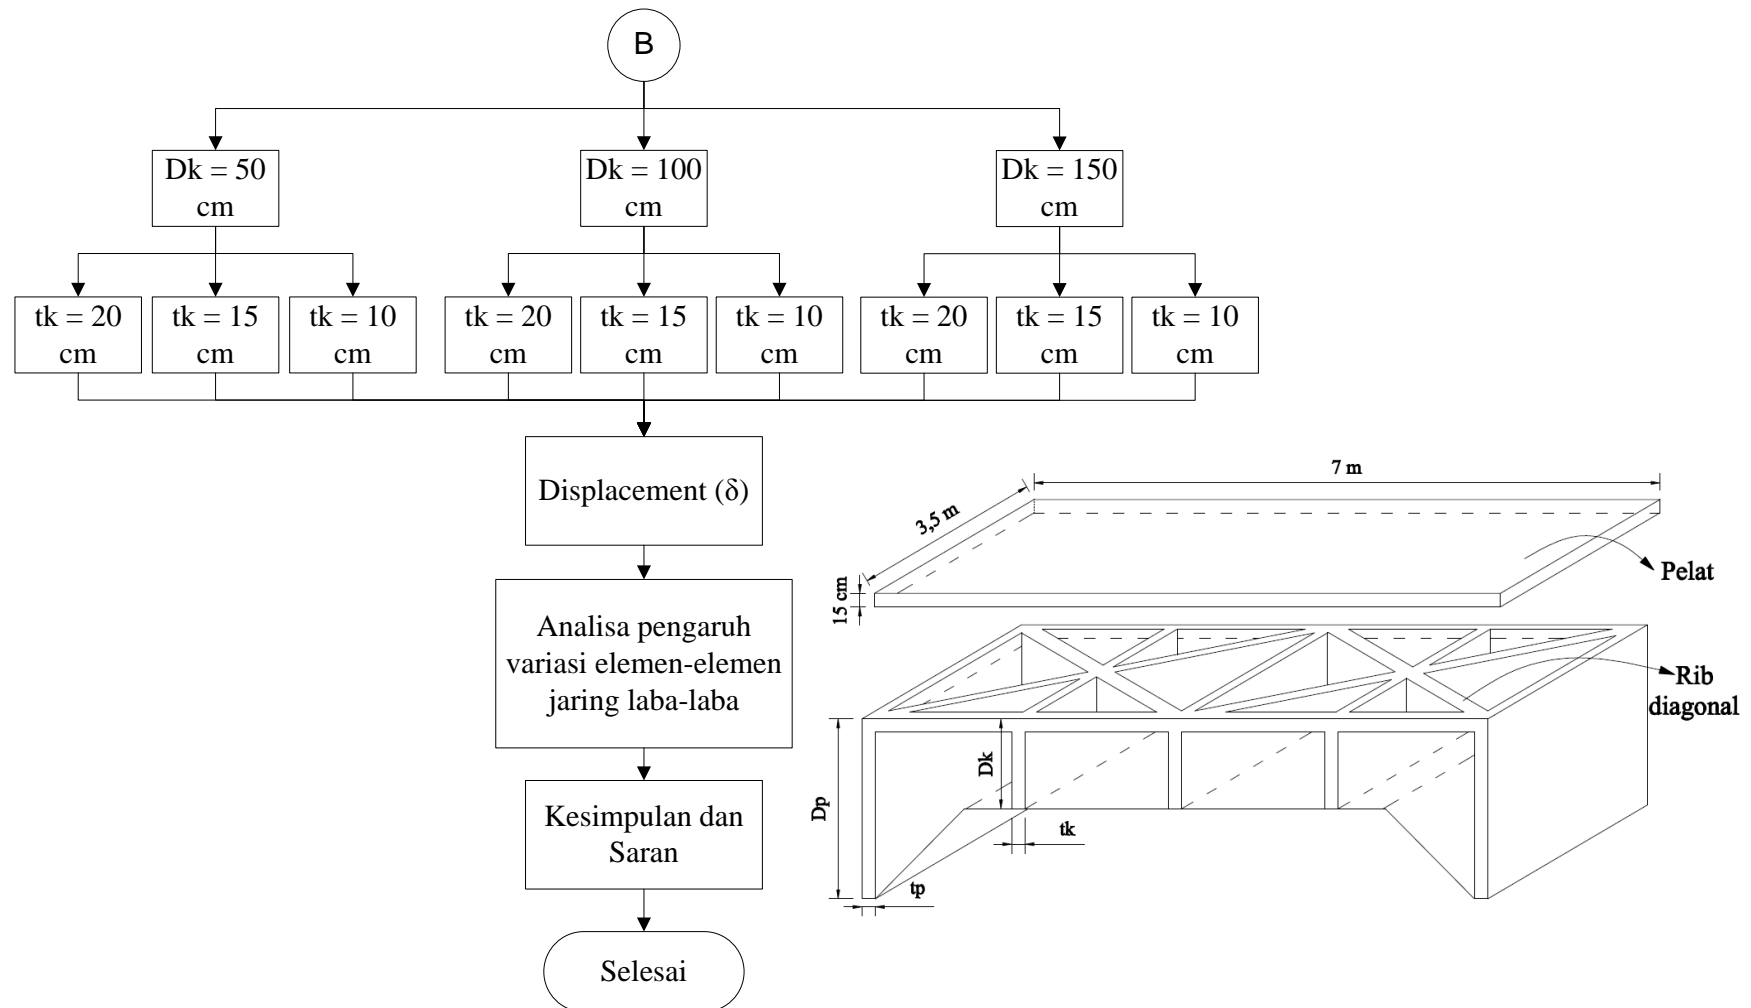 B
Dk = 50
cm
Dk = 100
cm
Dk = 150
cm
tk = 20
cm
tk = 15
cm
tk = 10
cm
tk = 20
cm
tk = 15
cm
tk = 10
cm
tk = 20
cm
tk = 15
cm
tk = 10
cm
Displacement (δ)
Analisa pengaruh
variasi elemen-elemen
jaring laba-laba
Kesimpulan dan
Saran
Selesai
7 m
3,5 m
15 cm
Pelat
Rib
diagonal
Dk
Dp
tk
tp